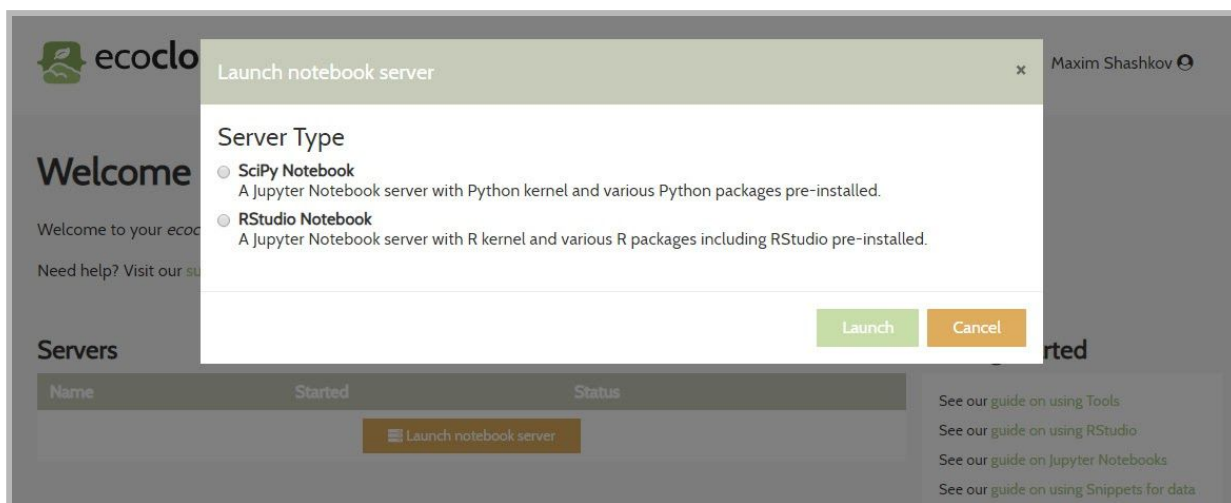 ecoclo
Maxim Shashkov
Launch notebook server
×
Server Type
SciPy Notebook
A Jupyter Notebook server with Python kernel and various Python packages pre-installed.
RStudio Notebook
A Jupyter Notebook server with R kernel and various R packages including RStudio pre-installed.
Launch Cancel
Welcome
Welcome to your ecoc
Need help? Visit our su
Servers
Name Started Status
Launch notebook server
rted
See our guide on using Tools
See our guide on using RStudio
See our guide on Jupyter Notebooks
See our guide on using Snippets for data